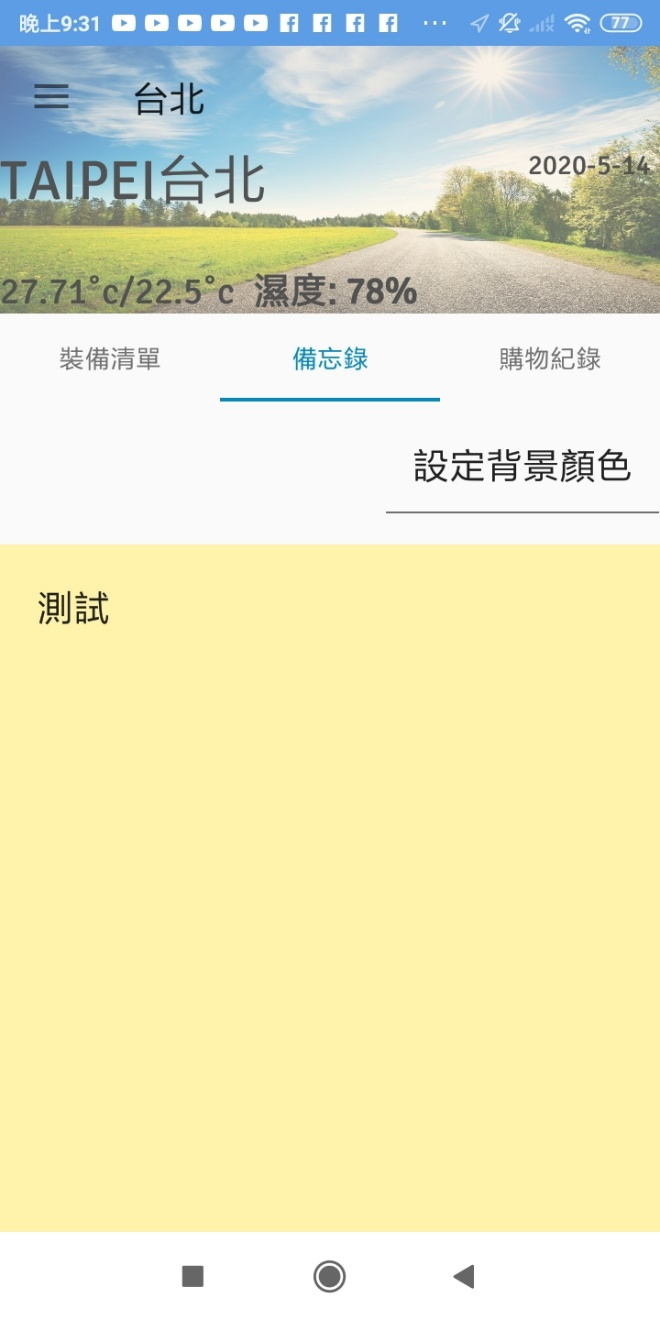 晚上9:31 77
台北
TAIPEI台北
2020-5-14
27.71°c/22.5°c 濕度: 78%
裝備清單 備忘錄 購物紀錄
設定背景顏色
測試